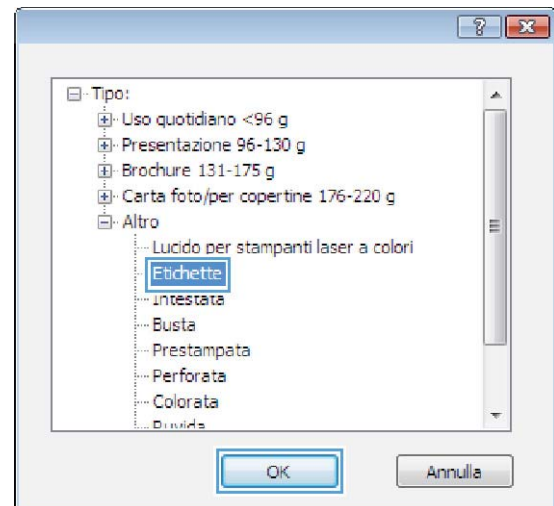 Tipo:
Uso quotidiano <96 g
Presentazione 96-130 g
Brochure 131-175 g
Carta foto/per copertine 176-220 g
Altro
Lucido per stampanti laser a colori
Etichette
Intestata
Busta
Prestampata
Perforata
Colorata
Ruvida
OK
Annulla